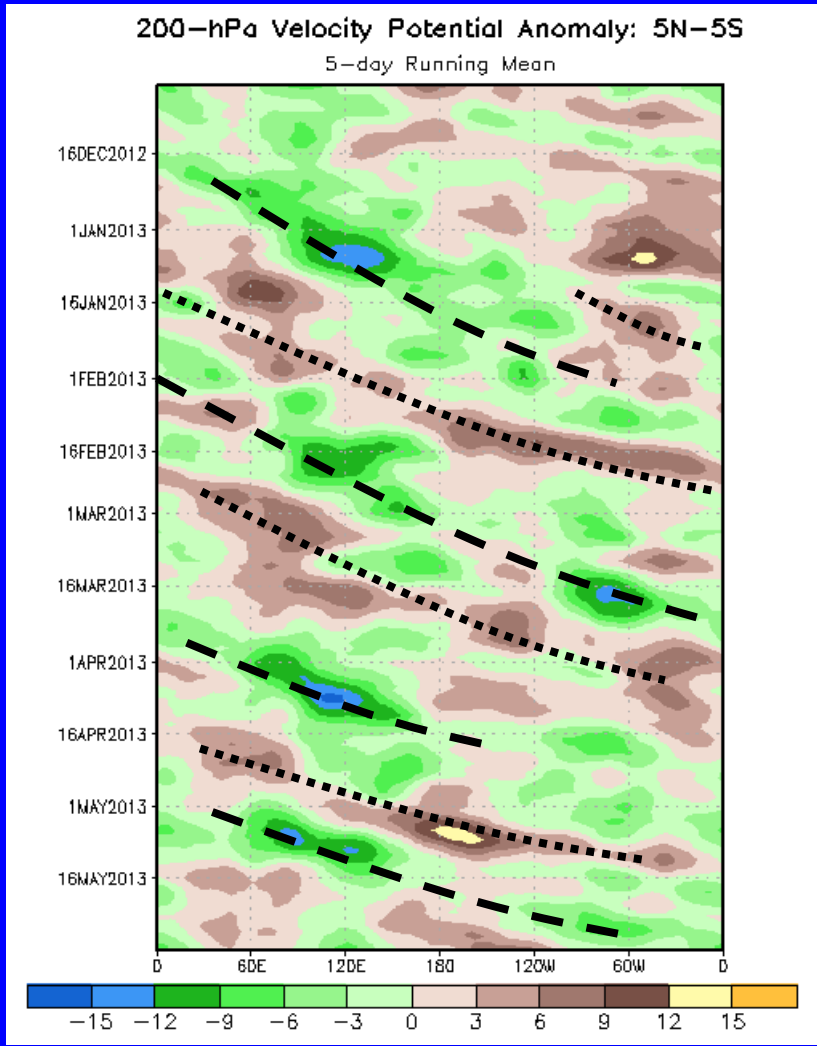 200-hPa Velocity Potential Anomaly: 5N-5S
5-day Running Mean
16DEC2012
1JAN2013
16JAN2013
1FEB2013
16FEB2013
1MAR2013
16MAR2013
1APR2013
16APR2013
1MAY2013
16MAY2013
0 60E 120E 180 120W 60W 0
-15 -12 -9 -6 -3 0 3 6 9 12 15